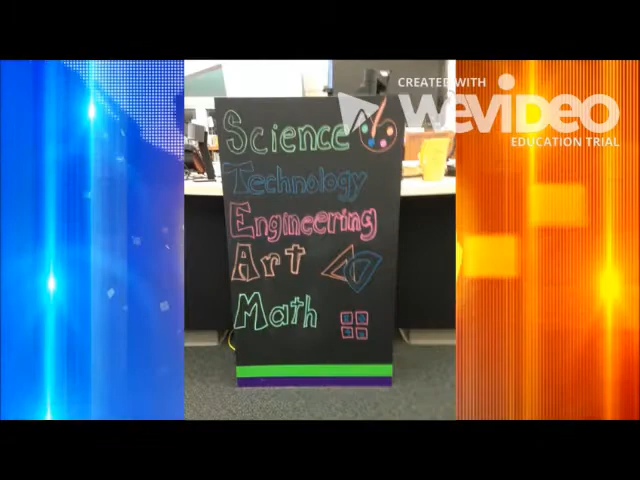 CREATED WITH
WEVIDEO
EDUCATION TRIAL
Science
Technology
Engineering
Art
Math